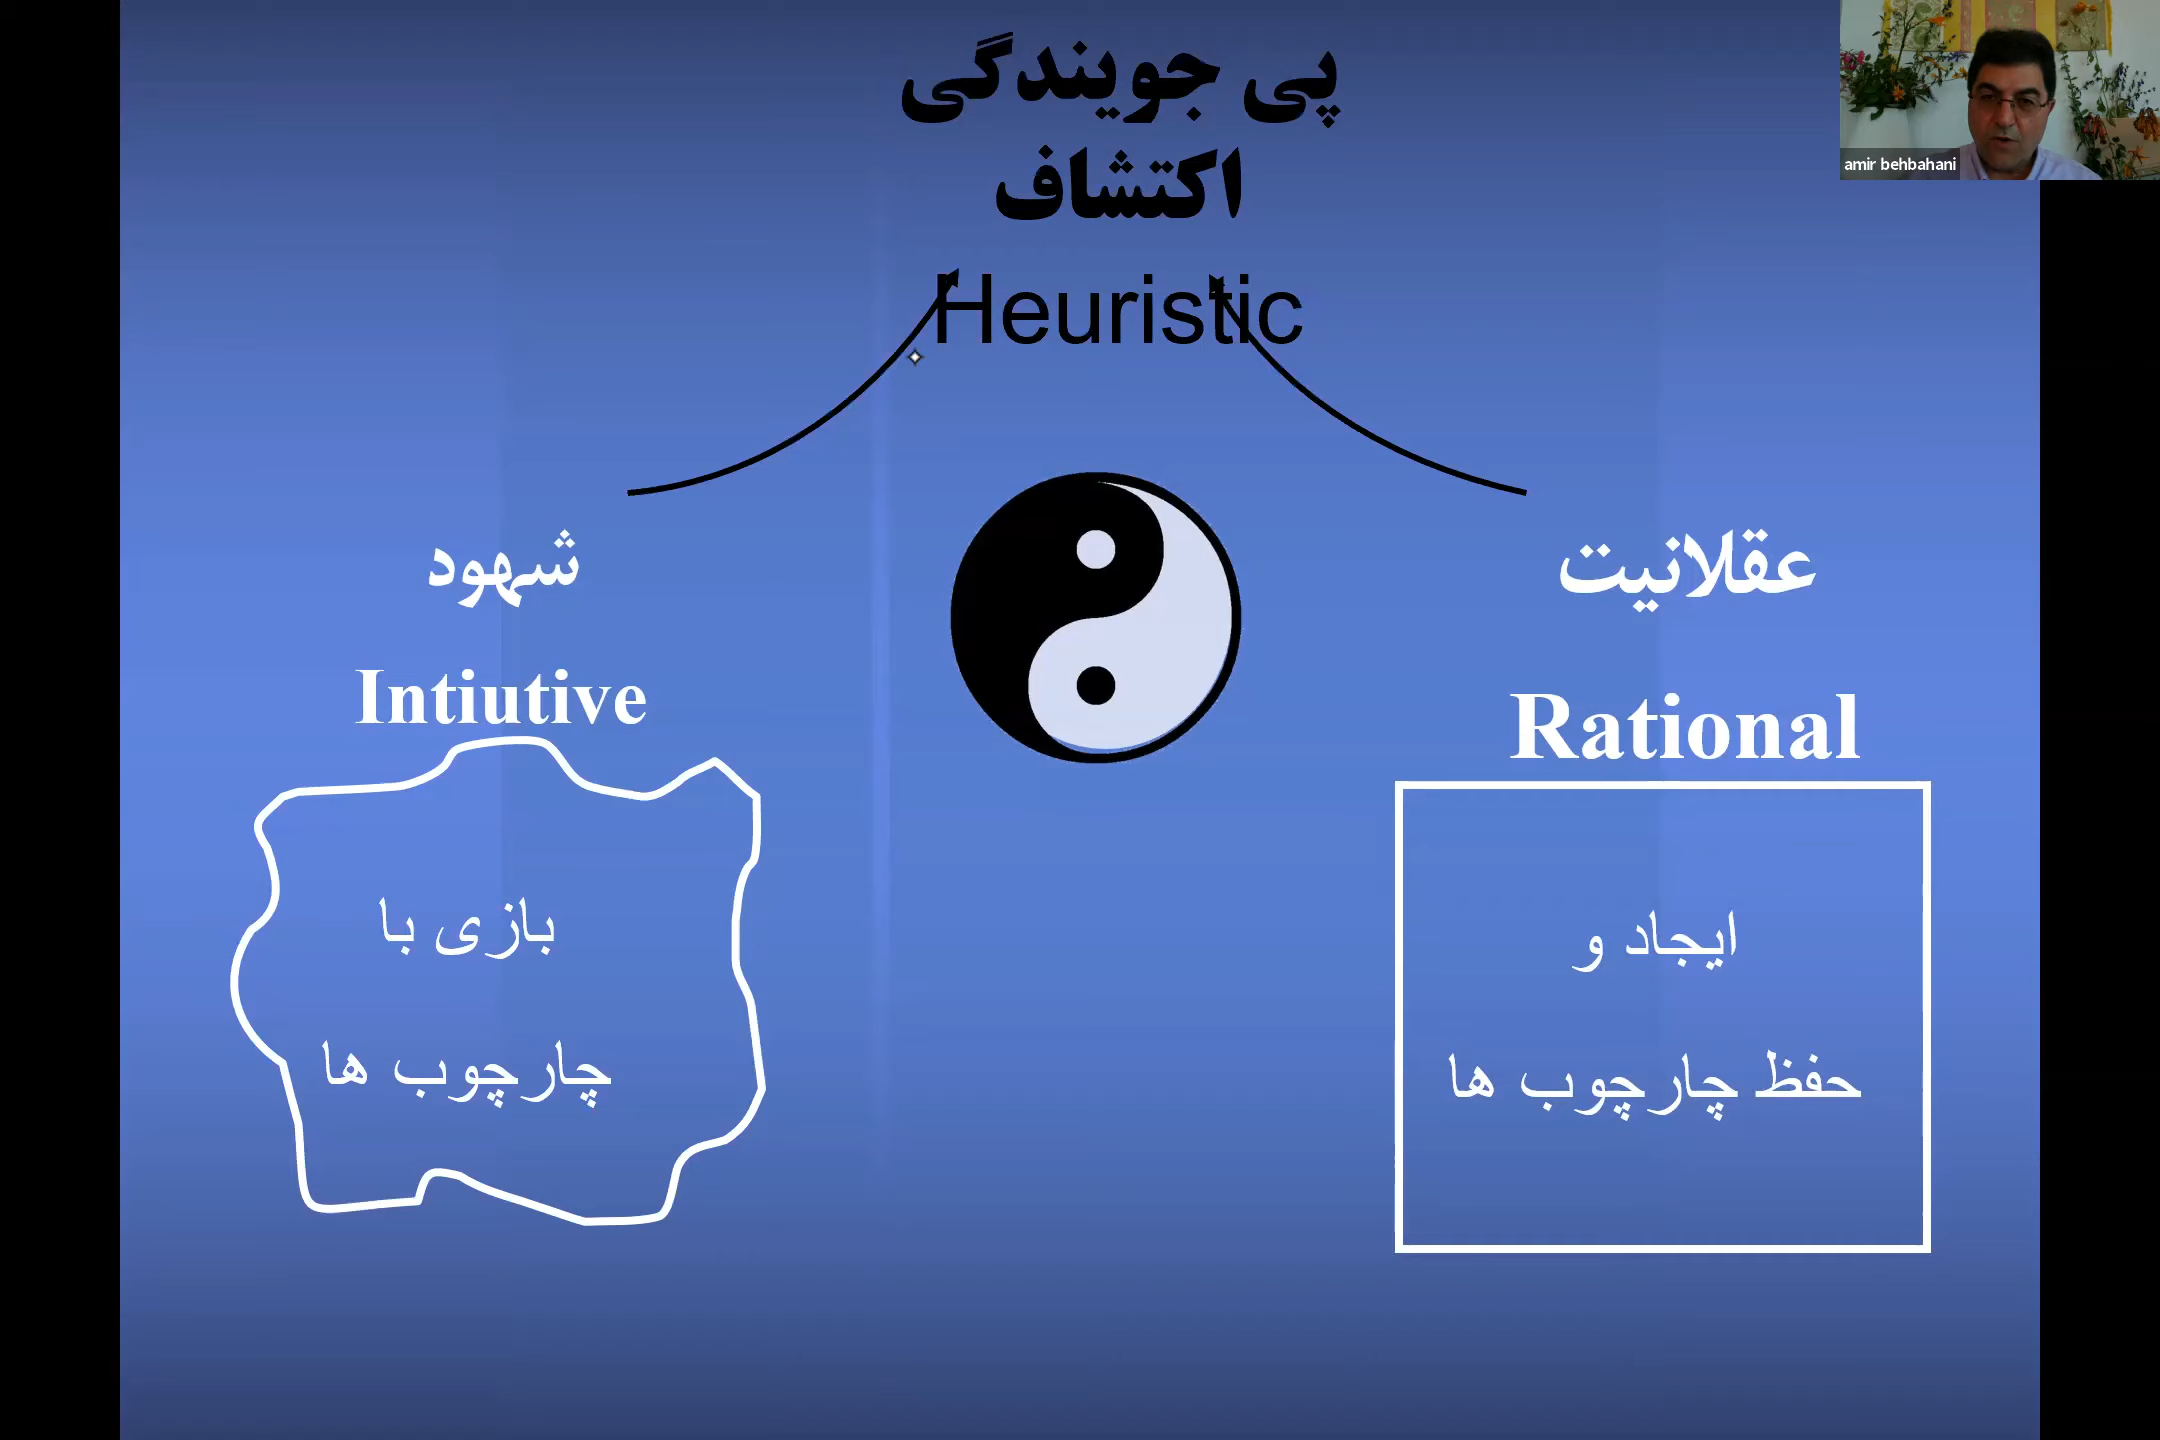 پی جویندگی
اکتشاف
Heuristic
amir behbahani
عقلانیت
Rational
ایجاد و
حفظ چارچوب ها
شهود
Intiutive
بازی با
چارچوب ها